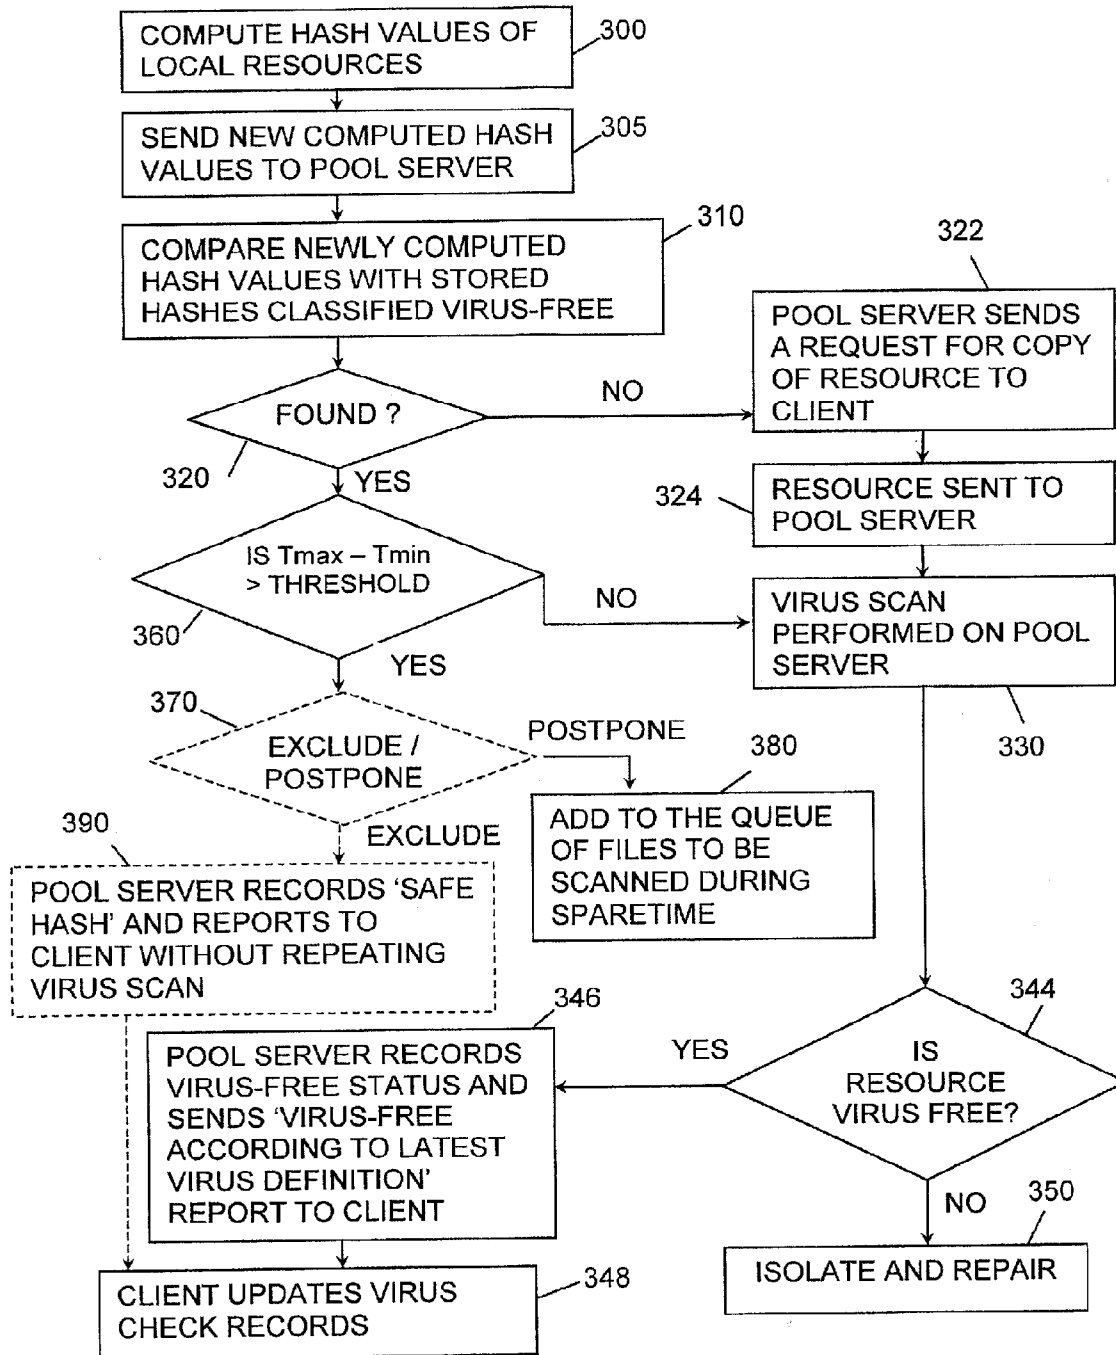 COMPUTE HASH VALUES OF
LOCAL RESOURCES
300
SEND NEW COMPUTED HASH
VALUES TO POOL SERVER
305
COMPARE NEWLY COMPUTED
HASH VALUES WITH STORED
HASHES CLASSIFIED VIRUS-FREE
310
FOUND ?
320
NO
YES
322
POOL SERVER SENDS
A REQUEST FOR COPY
OF RESOURCE TO
CLIENT
324
RESOURCE SENT TO
POOL SERVER
IS Tmax – Tmin
> THRESHOLD
360
NO
YES
VIRUS SCAN
PERFORMED ON POOL
SERVER
330
370
EXCLUDE /
POSTPONE
POSTPONE
EXCLUDE
380
ADD TO THE QUEUE
OF FILES TO BE
SCANNED DURING
SPARETIME
390
POOL SERVER RECORDS ‘SAFE
HASH’ AND REPORTS TO
CLIENT WITHOUT REPEATING
VIRUS SCAN
344
IS
RESOURCE
VIRUS FREE?
YES
NO
346
POOL SERVER RECORDS
VIRUS-FREE STATUS AND
SENDS ‘VIRUS-FREE
ACCORDING TO LATEST
VIRUS DEFINITION’
REPORT TO CLIENT
350
ISOLATE AND REPAIR
CLIENT UPDATES VIRUS
CHECK RECORDS
348